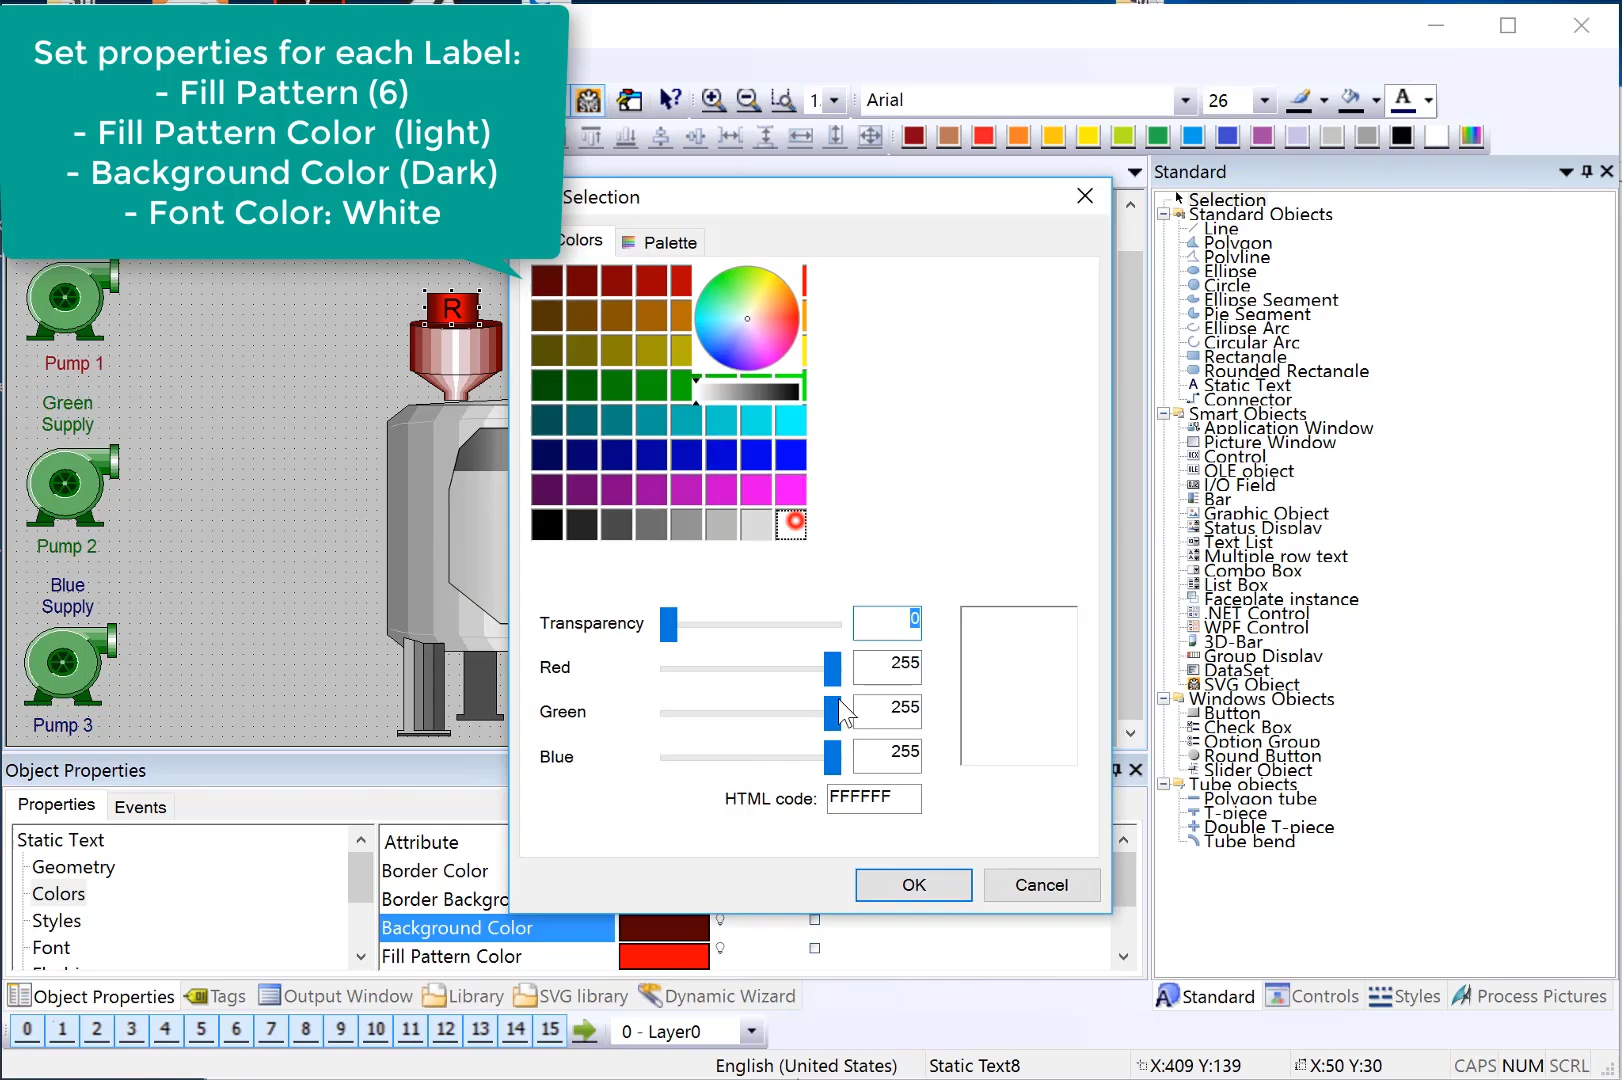 Set properties for each Label:
- Fill Pattern (6)
- Fill Pattern Color (light)
- Background Color (Dark)
- Font Color: White
1.
Arial
26
A
Selection
Colors
Palette
Transparency
0
Red
255
Green
255
Blue
255
HTML code:
FFFFFF
OK
Cancel
R
Pump 1
Green
Supply
Pump 2
Blue
Supply
Pump 3
Standard
Selection
Standard Objects
Line
Polygon
Polyline
Ellipse
Circle
Ellipse Segment
Pie Segment
Ellipse Arc
Circular Arc
Rectangle
Rounded Rectangle
Static Text
Connector
Smart Objects
Application Window
Picture Window
Control
OLE object
I/O Field
Bar
Graphic Object
Status Display
Text List
Multiple row text
Combo Box
List Box
Faceplate instance
.NET Control
WPF Control
3D-Bar
Group Display
DataSet
SVG Object
Windows Objects
Button
Check Box
Option Group
Round Button
Slider Object
Tube objects
Polygon tube
T-piece
Double T-piece
Tube bend
Object Properties
Properties
Events
Static Text
Geometry
Colors
Styles
Font
Attribute
Border Color
Border Backgro
Background Color
Fill Pattern Color
Object Properties
Tags
Output Window
Library
SVG library
Dynamic Wizard
Standard
Controls
Styles
Process Pictures
0 1 2 3 4 5 6 7 8 9 10 11 12 13 14 15
0 - Layer0
English (United States)
Static Text8
X:409 Y:139
X:50 Y:30
CAPS NUM SCRL